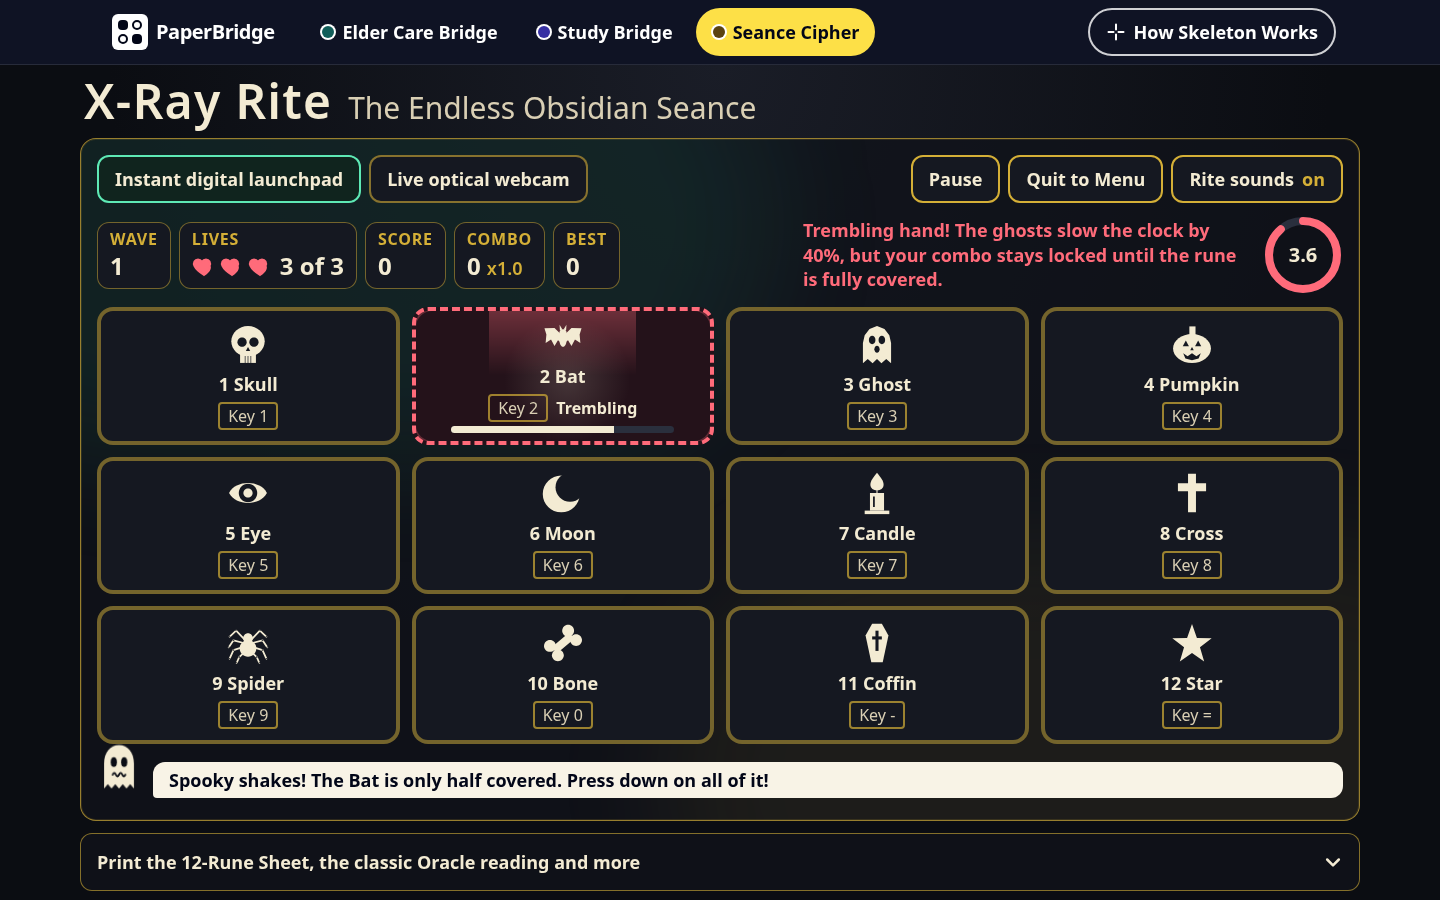 PaperBridge
Elder Care Bridge
Study Bridge
Seance Cipher
How Skeleton Works
X-Ray Rite The Endless Obsidian Seance
Instant digital launchpad
Live optical webcam
Pause
Quit to Menu
Rite sounds on
WAVE
1
LIVES
3 of 3
SCORE
0
COMBO
0 x1.0
BEST
0
Trembling hand! The ghosts slow the clock by
40%, but your combo stays locked until the rune
is fully covered.
3.6
1 Skull
Key 1
2 Bat
Key 2 Trembling
3 Ghost
Key 3
4 Pumpkin
Key 4
5 Eye
Key 5
6 Moon
Key 6
7 Candle
Key 7
8 Cross
Key 8
9 Spider
Key 9
10 Bone
Key 0
11 Coffin
Key -
12 Star
Key =
Spooky shakes! The Bat is only half covered. Press down on all of it!
Print the 12-Rune Sheet, the classic Oracle reading and more